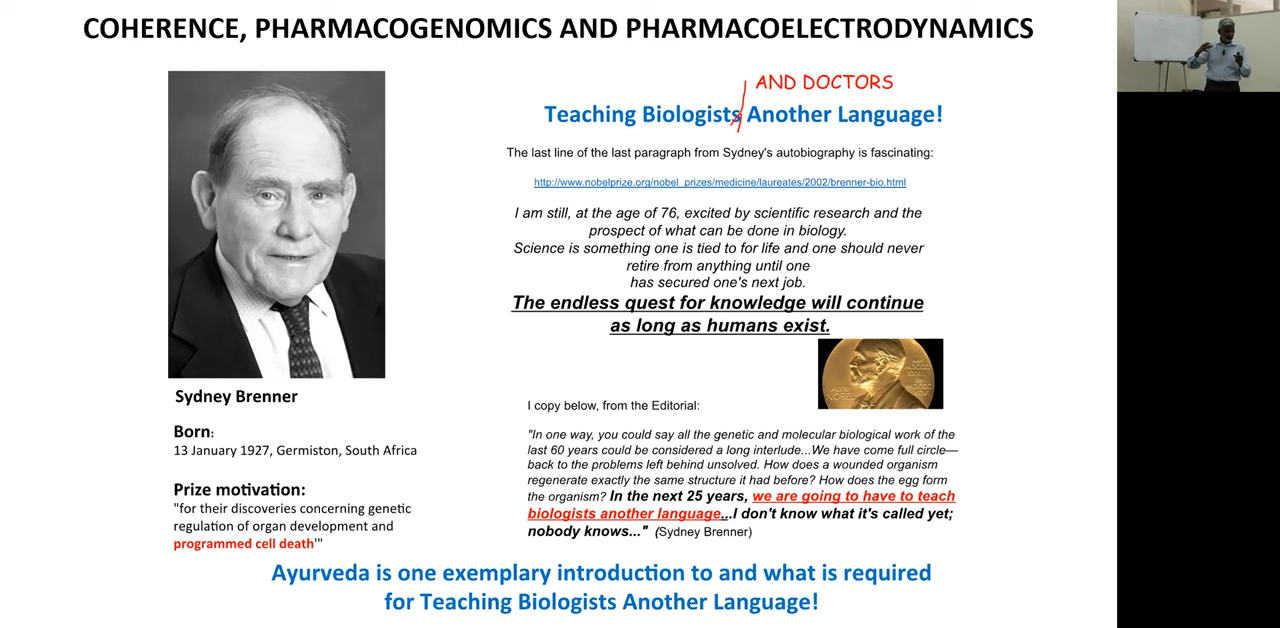 COHERENCE, PHARMACOGENOMICS AND PHARMACOELECTRODYNAMICS
AND DOCTORS
Teaching Biologists Another Language!
The last line of the last paragraph from Sydney's autobiography is fascinating:
http://www.nobelprize.org/nobel_prizes/medicine/laureates/2002/brenner-bio.html
I am still, at the age of 76, excited by scientific research and the
prospect of what can be done in biology.
Science is something one is tied to for life and one should never
retire from anything until one
has secured one's next job.
The endless quest for knowledge will continue
as long as humans exist.
Sydney Brenner
Born:
13 January 1927, Germiston, South Africa
Prize motivation:
"for their discoveries concerning genetic
regulation of organ development and
programmed cell death'"
I copy below, from the Editorial:
"In one way, you could say all the genetic and molecular biological work of the
last 60 years could be considered a long interlude...We have come full circle—
back to the problems left behind unsolved. How does a wounded organism
regenerate exactly the same structure it had before? How does the egg form
the organism? In the next 25 years, we are going to have to teach
biologists another language...I don't know what it's called yet;
nobody knows..." (Sydney Brenner)
Ayurveda is one exemplary introduction to and what is required
for Teaching Biologists Another Language!